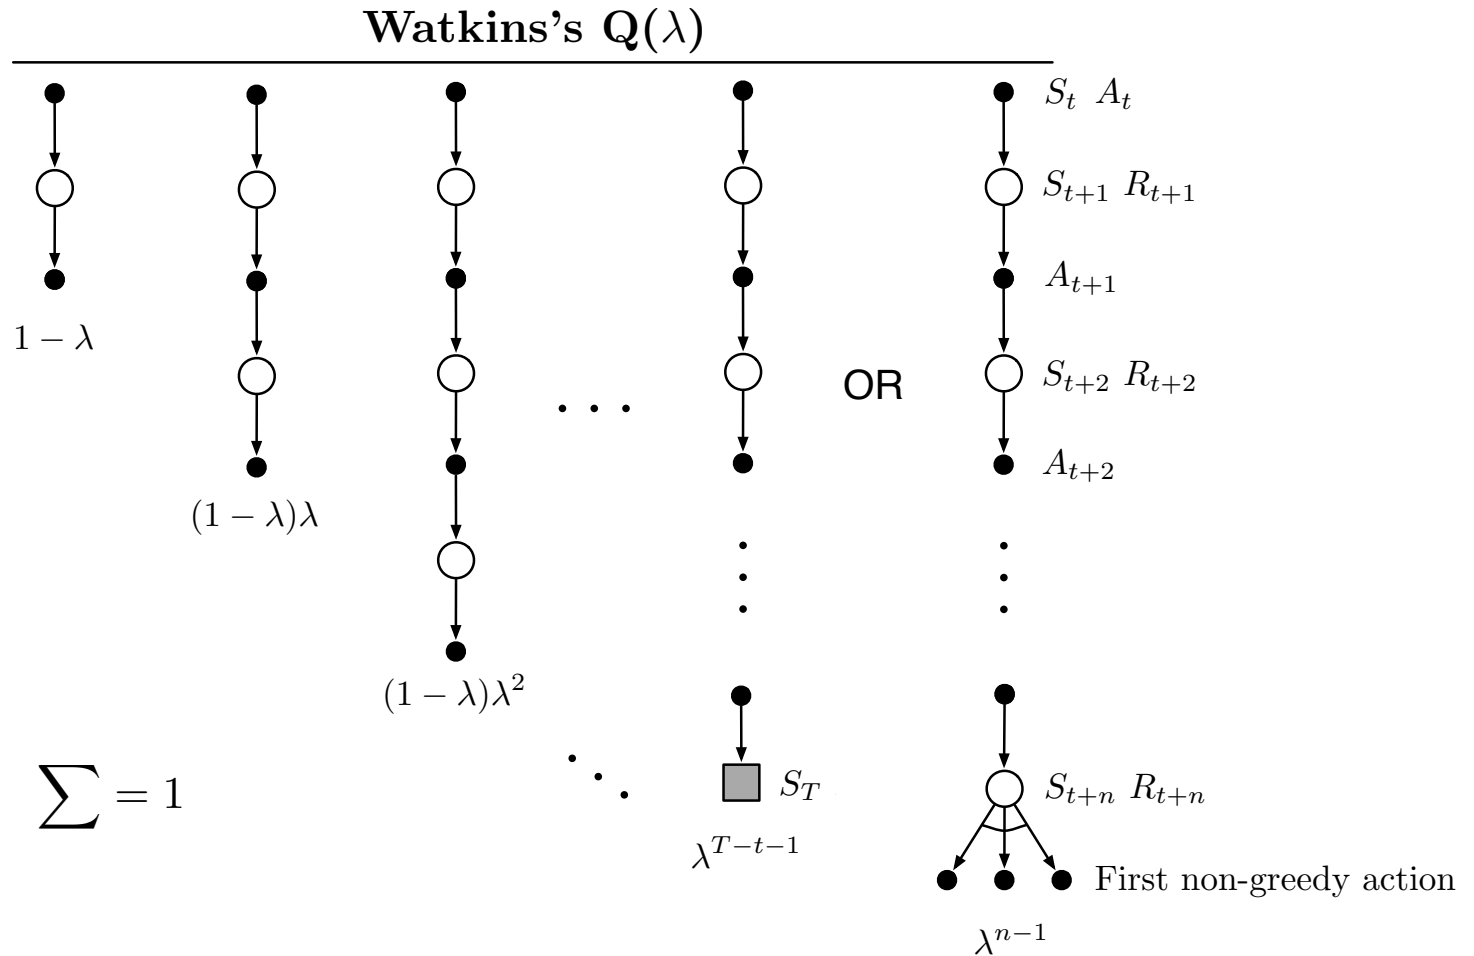 Watkins's Q(λ)
S_t A_t
S_{t+1} R_{t+1}
A_{t+1}
1 − λ
S_{t+2} R_{t+2}
OR
· · ·
A_{t+2}
(1 − λ)λ
(1 − λ)λ^2
∑ = 1
S_T
S_{t+n} R_{t+n}
λ^{T−t−1}
First non-greedy action
λ^{n−1}